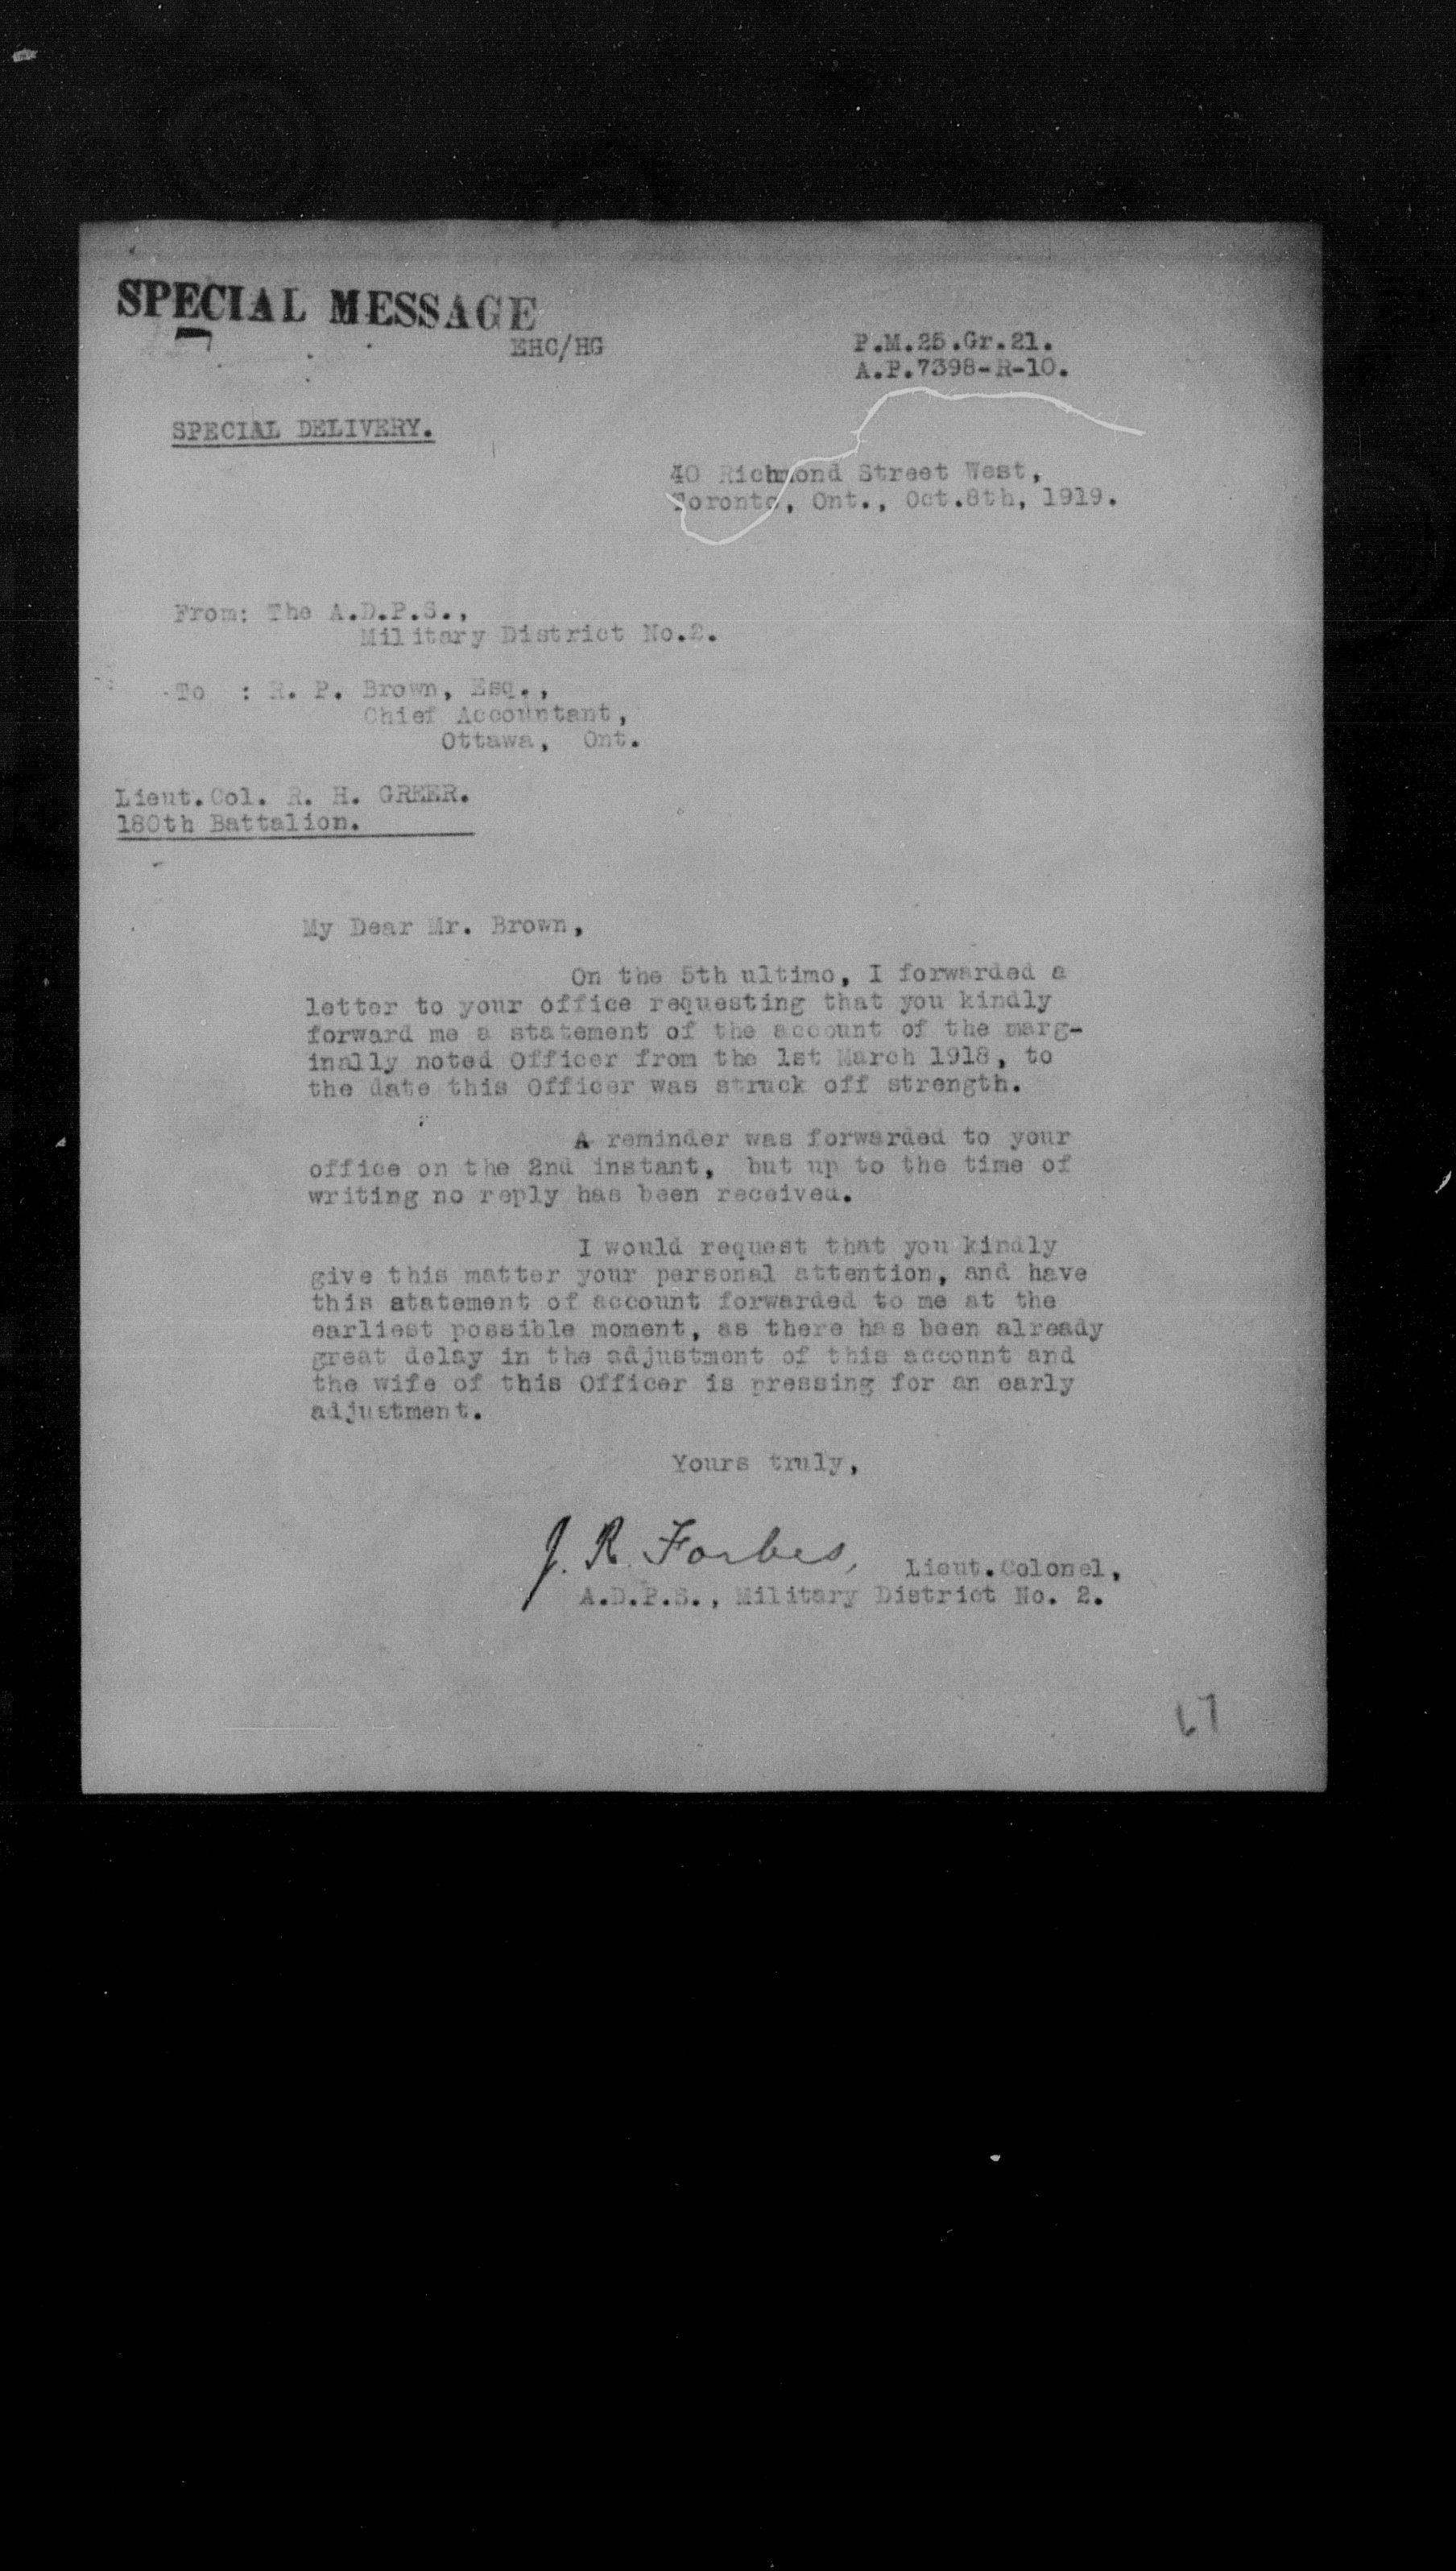 SPECIAL MESSAGE
EHC/HG
P.M.25.Gr.21.
A.P.7398-R-10.
SPECIAL DELIVERY.
40 Richmond Street West,
Toronto, Ont., Oct.8th, 1919.
From: The A.D.P.S.,
Military District No.2.
To : R. P. Brown, Esq.,
Chief Accountant,
Ottawa, Ont.
Lieut.Col. R. H. GREER.
180th Battalion.
My Dear Mr. Brown,
On the 5th ultimo, I forwarded a
letter to your office requesting that you kindly
forward me a statement of the account of the marg-
inally noted Officer from the 1st March 1918, to
the date this Officer was struck off strength.
A reminder was forwarded to your
office on the 2nd instant, but up to the time of
writing no reply has been received.
I would request that you kindly
give this matter your personal attention, and have
this atatement of account forwarded to me at the
earliest possible moment, as there has been already
great delay in the adjustment of this account and
the wife of this Officer is pressing for an early
adjustment.
Yours truly,
J. R. Forbes, Lieut.Colonel,
A.D.P.S., Military District No. 2.
67